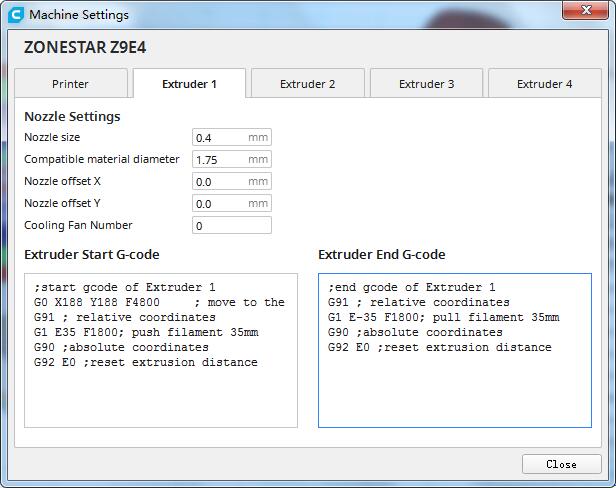 Machine Settings
ZONESTAR Z9E4
Printer
Extruder 1
Extruder 2
Extruder 3
Extruder 4
Nozzle Settings
Nozzle size 0.4 mm
Compatible material diameter 1.75 mm
Nozzle offset X 0.0 mm
Nozzle offset Y 0.0 mm
Cooling Fan Number 0
Extruder Start G-code
;start gcode of Extruder 1
G0 X188 Y188 F4800 ; move to the
G91 ; relative coordinates
G1 E35 F1800; push filament 35mm
G90 ;absolute coordinates
G92 E0 ;reset extrusion distance
Extruder End G-code
;end gcode of Extruder 1
G91 ; relative coordinates
G1 E-35 F1800; pull filament 35mm
G90 ;absolute coordinates
G92 E0 ;reset extrusion distance
Close